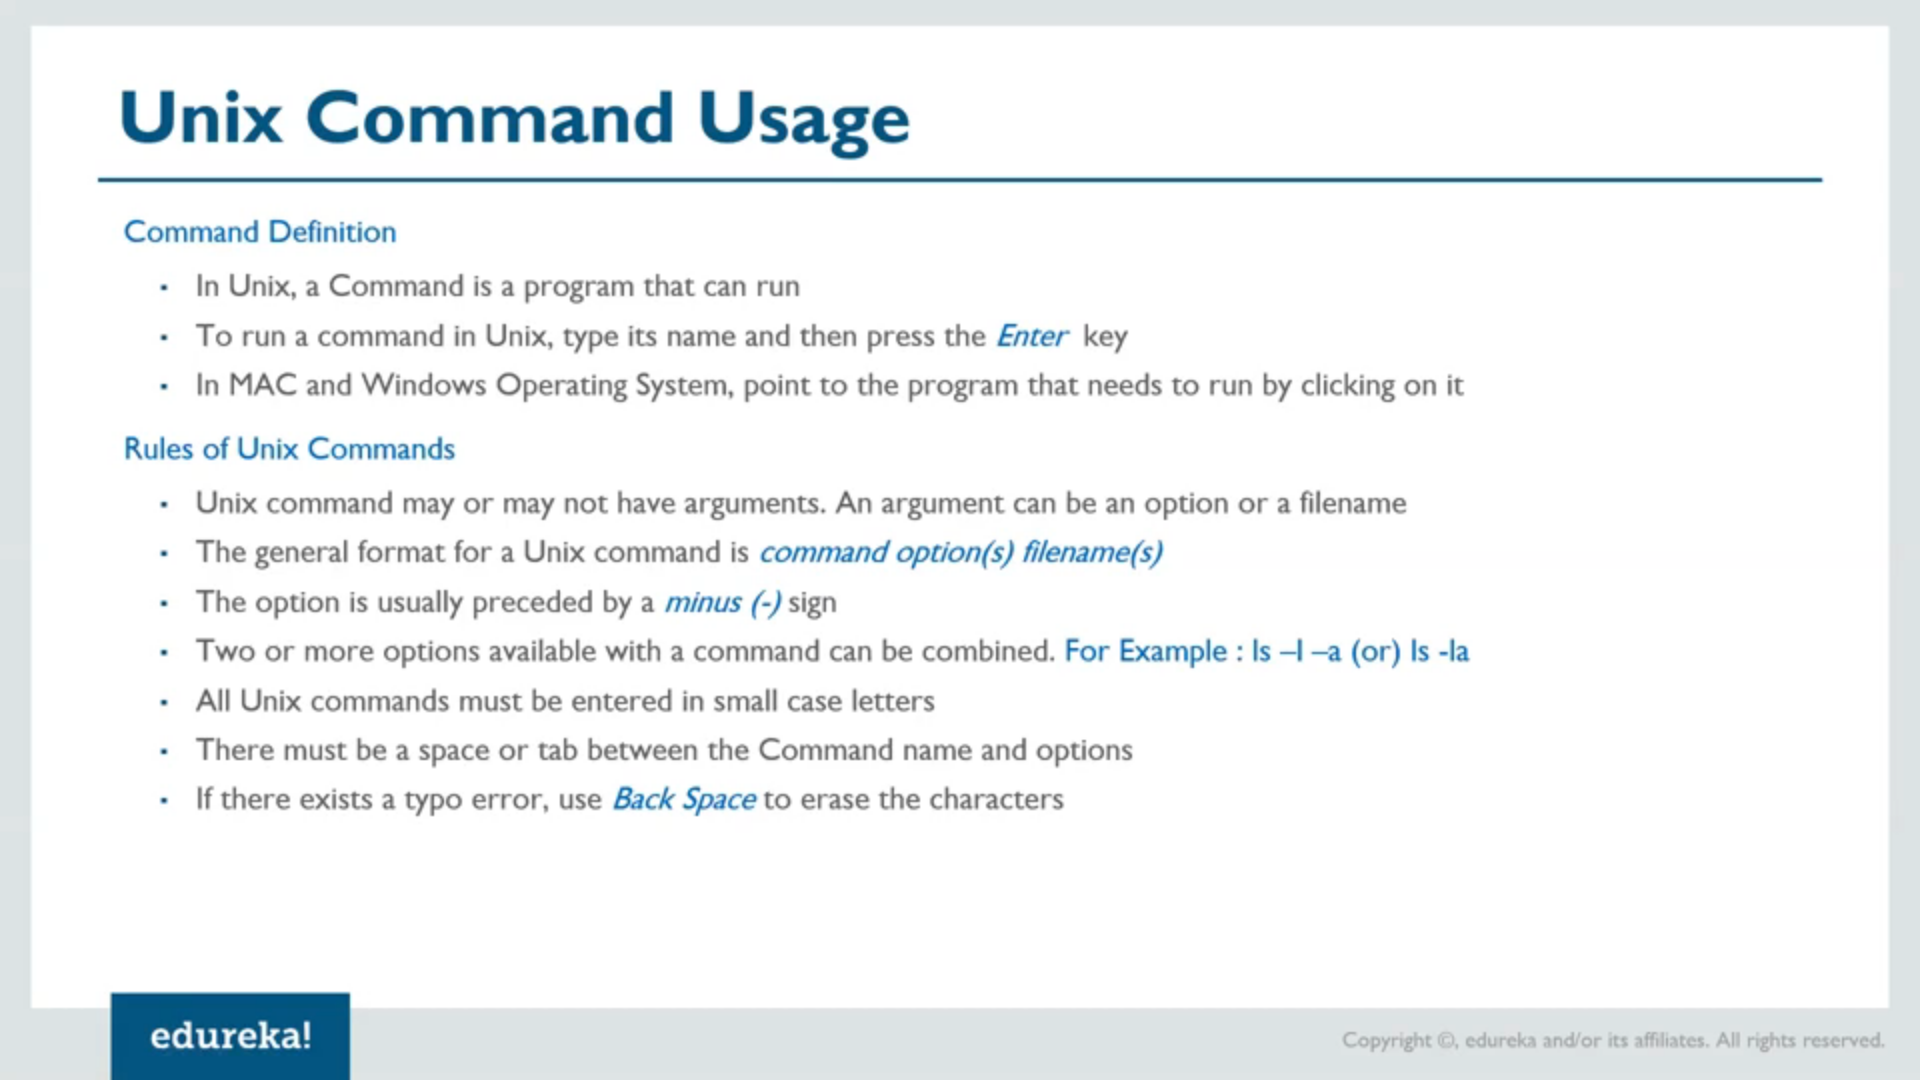 Unix Command Usage
Command Definition
▪ In Unix, a Command is a program that can run
▪ To run a command in Unix, type its name and then press the Enter key
▪ In MAC and Windows Operating System, point to the program that needs to run by clicking on it
Rules of Unix Commands
▪ Unix command may or may not have arguments. An argument can be an option or a filename
▪ The general format for a Unix command is command option(s) filename(s)
▪ The option is usually preceded by a minus (-) sign
▪ Two or more options available with a command can be combined. For Example : ls –l –a (or) ls -la
▪ All Unix commands must be entered in small case letters
▪ There must be a space or tab between the Command name and options
▪ If there exists a typo error, use Back Space to erase the characters
edureka!
Copyright ©, edureka and/or its affiliates. All rights reserved.